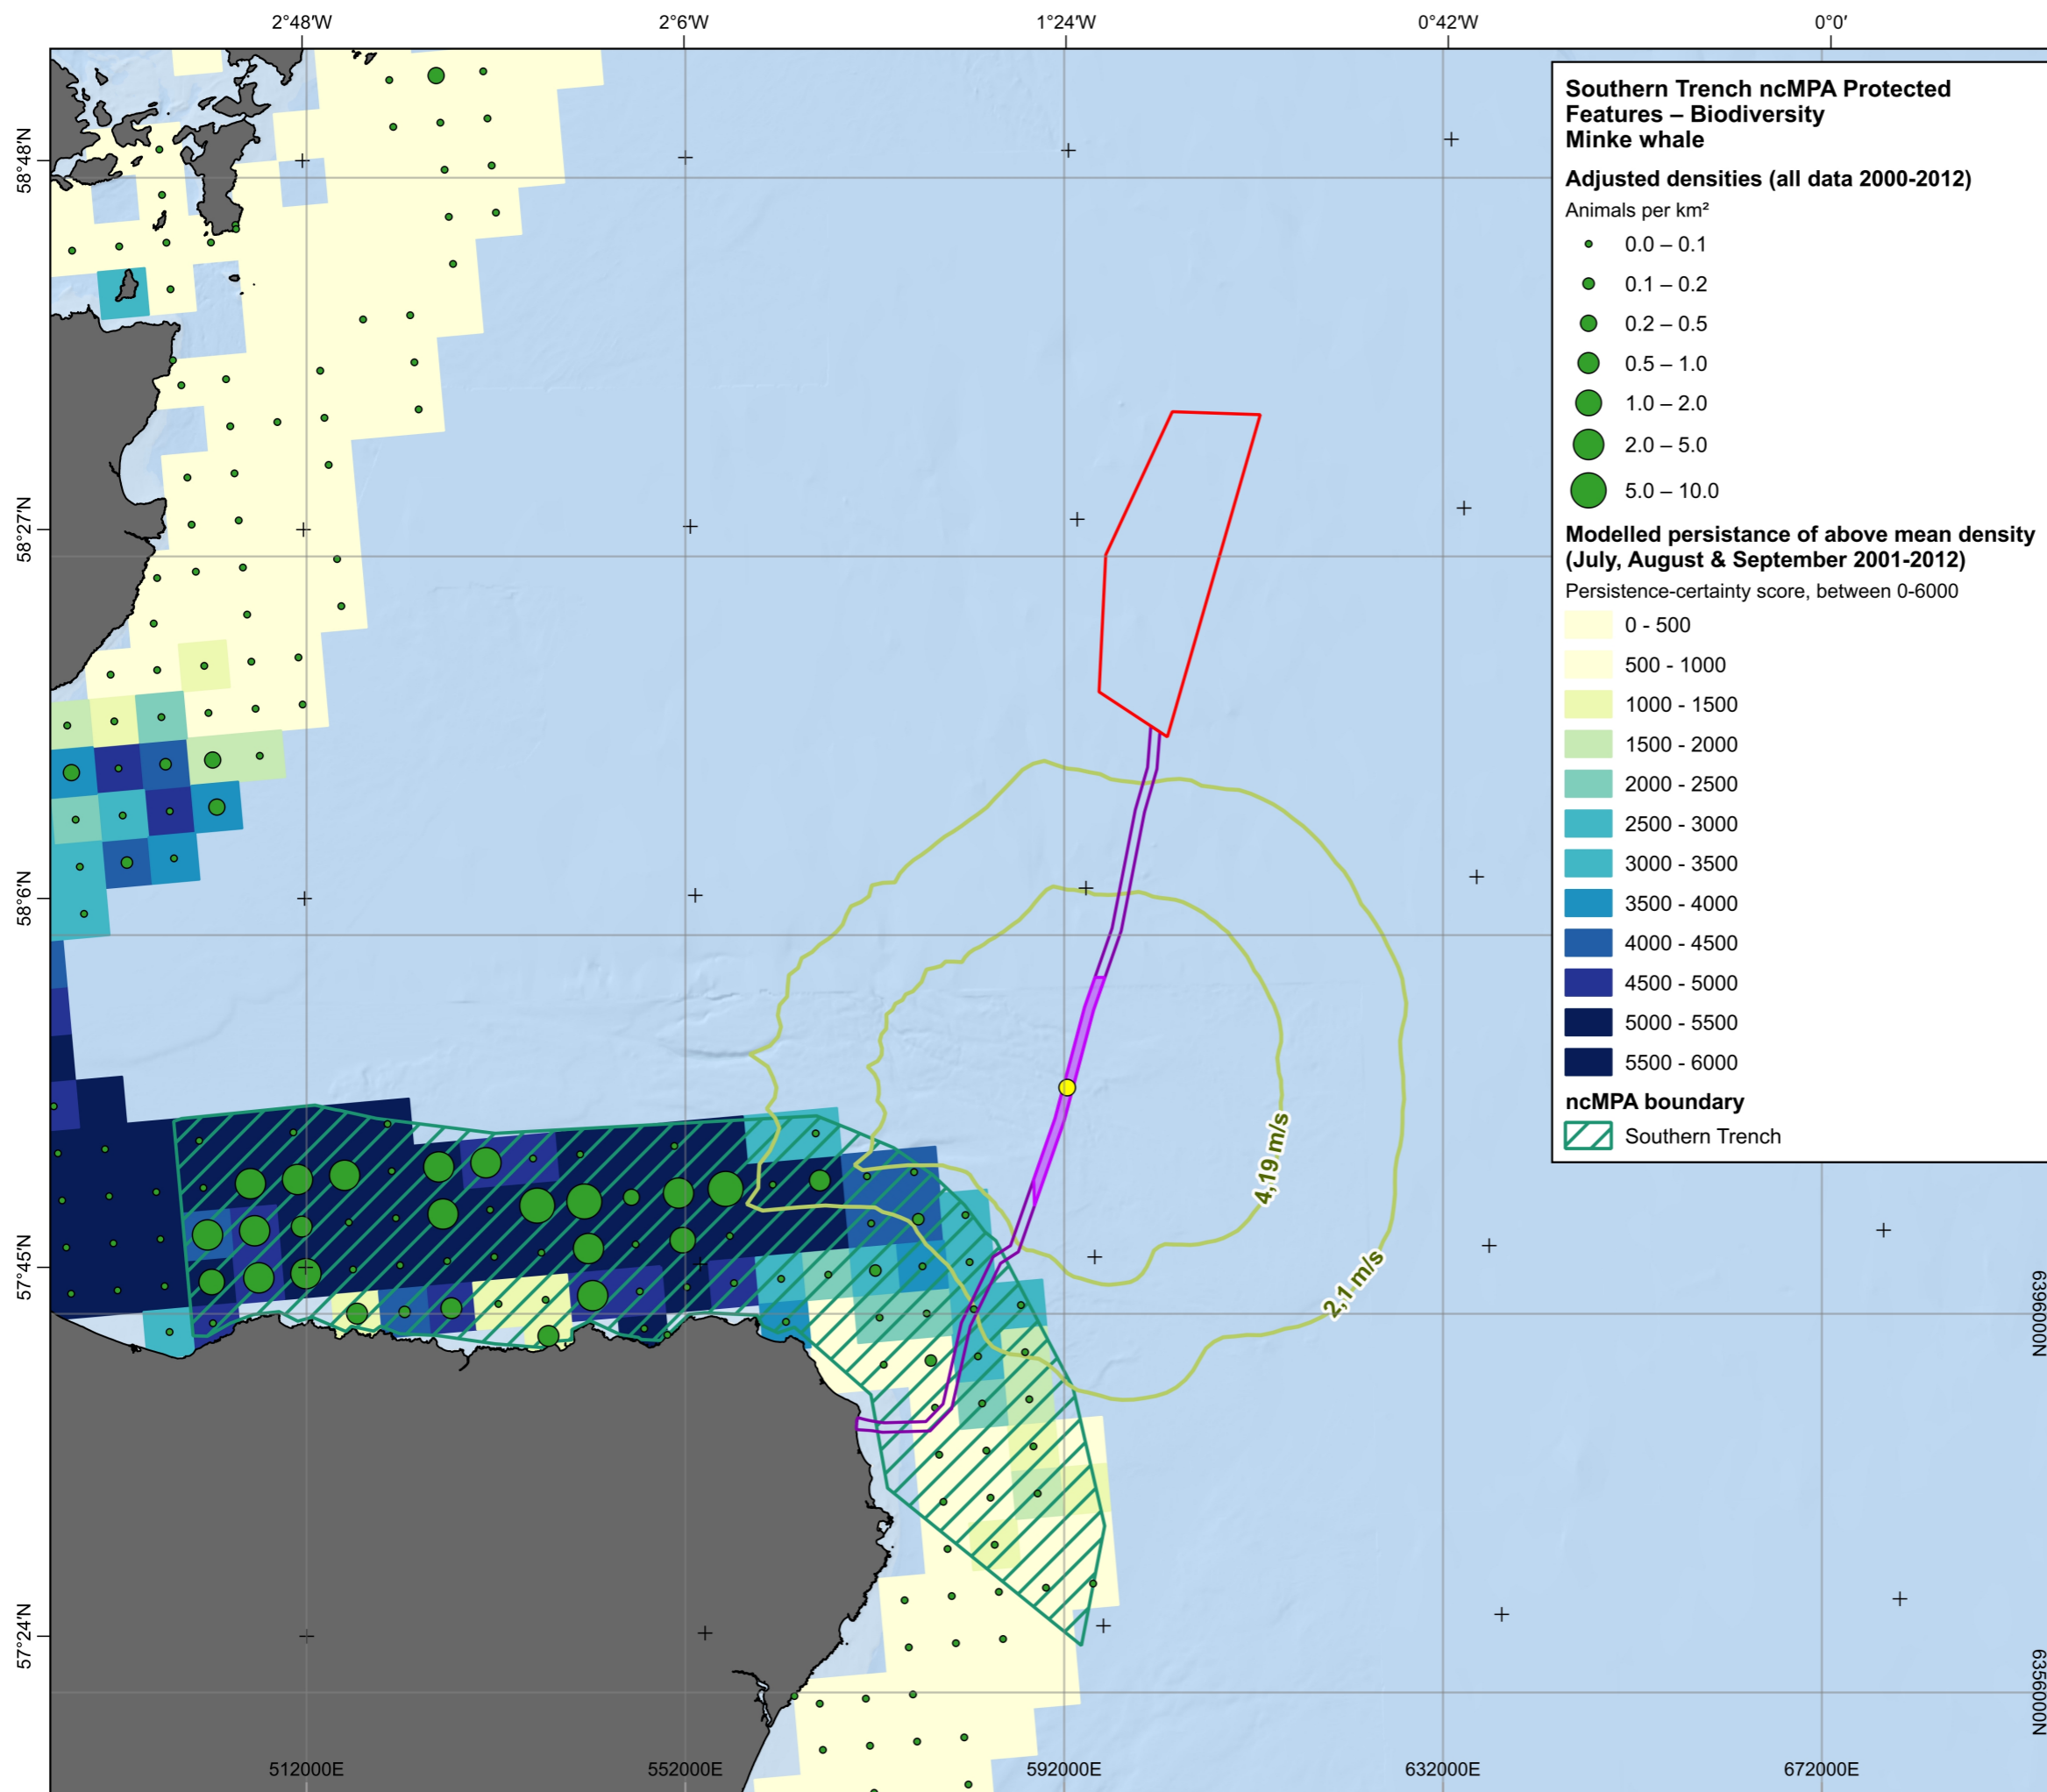 2°48'W
2°6'W
1°24'W
0°42'W
0°0'
58°48'N
58°27'N
58°6'N
57°45'N
57°24'N
Southern Trench ncMPA Protected
Features – Biodiversity
Minke whale
Adjusted densities (all data 2000-2012)
Animals per km²
0.0 – 0.1
0.1 – 0.2
0.2 – 0.5
0.5 – 1.0
1.0 – 2.0
2.0 – 5.0
5.0 – 10.0
Modelled persistance of above mean density
(July, August & September 2001-2012)
Persistence-certainty score, between 0-6000
0 - 500
500 - 1000
1000 - 1500
1500 - 2000
2000 - 2500
2500 - 3000
3000 - 3500
3500 - 4000
4000 - 4500
4500 - 5000
5000 - 5500
5500 - 6000
ncMPA boundary
Southern Trench
4,19 m/s
2,1 m/s
6396000N
6356000N
512000E
552000E
592000E
632000E
672000E